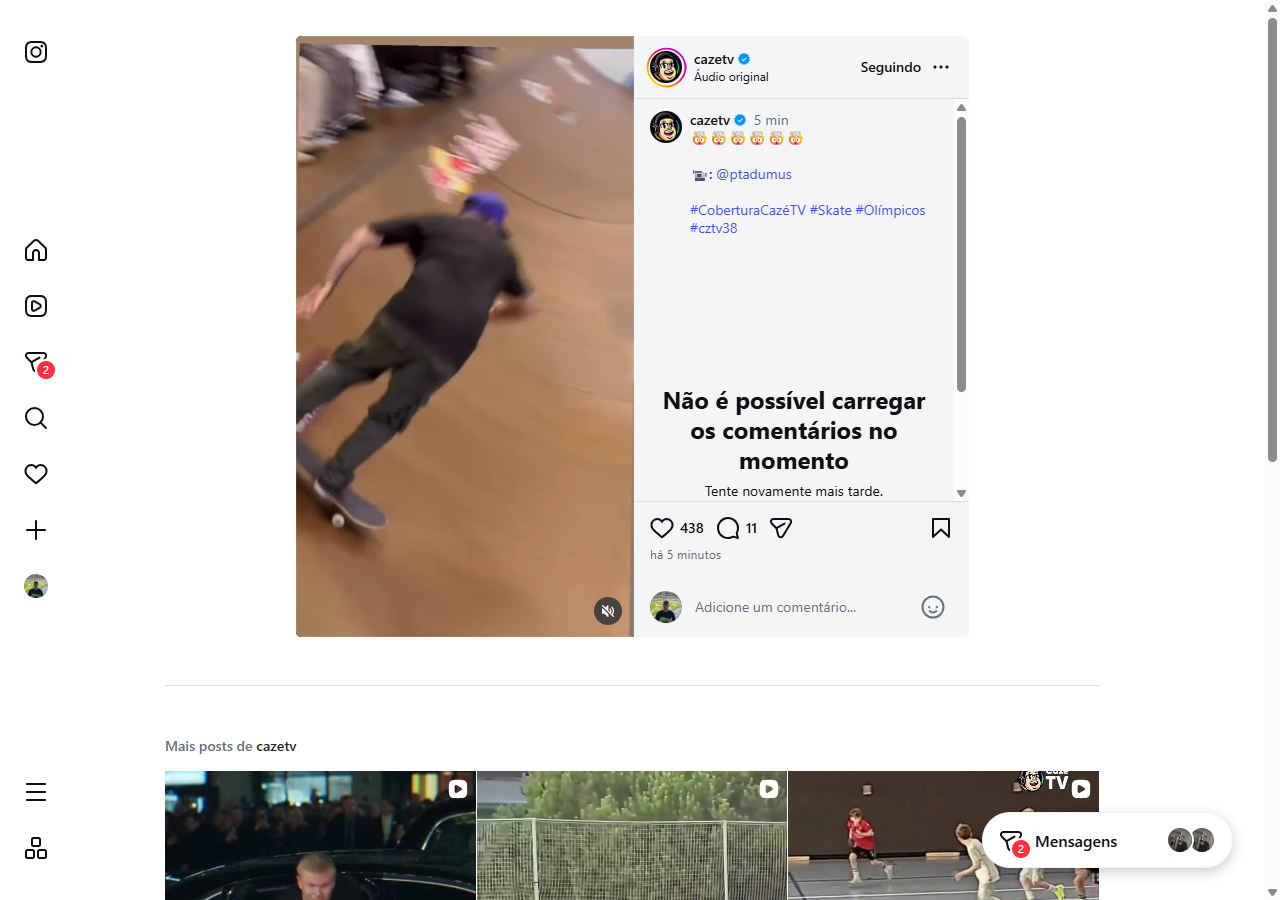 cazetv
Áudio original
Seguindo
cazetv 5 min
🤯🤯🤯🤯🤯🤯
📹: @ptadumus
#CoberturaCazéTV #Skate #Olímpicos
#cztv38
Não é possível carregar
os comentários no
momento
Tente novamente mais tarde.
438
11
há 5 minutos
Adicione um comentário...
2
Mais posts de cazetv
TV
2
Mensagens